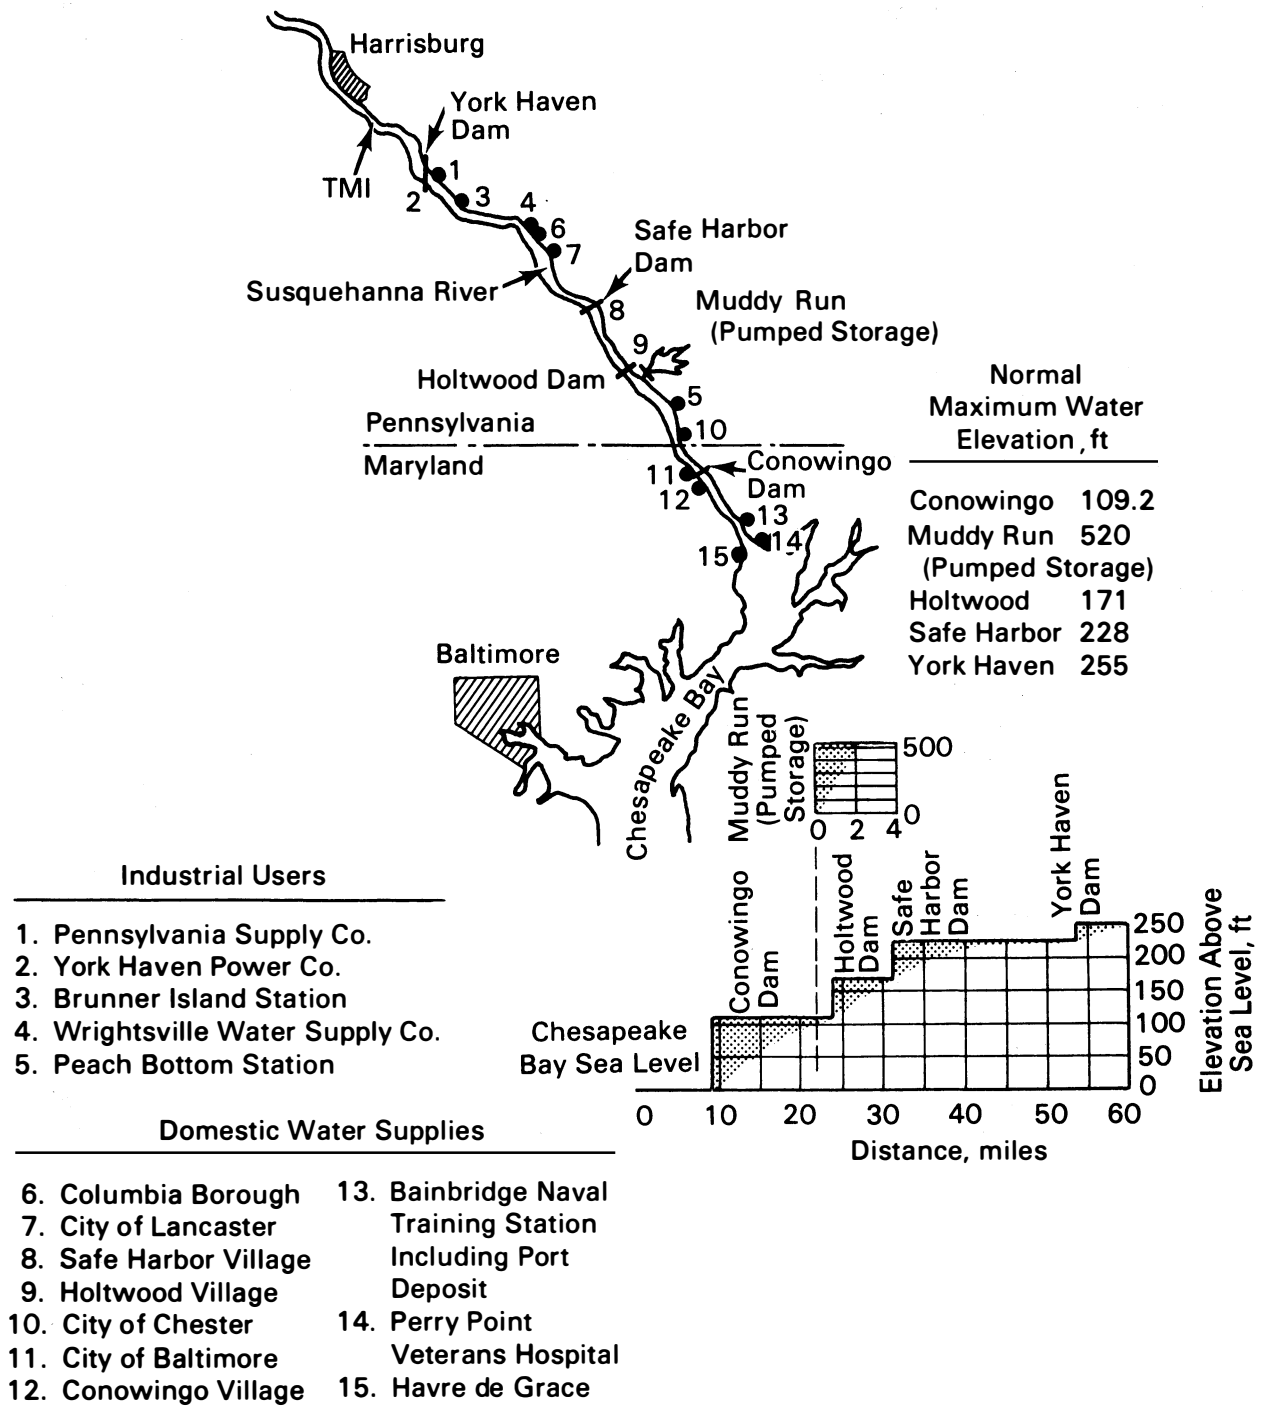 Harrisburg
York Haven
Dam
TMI
1
2
3
4
6
7
Safe Harbor
Dam
Susquehanna River
8
Muddy Run
(Pumped Storage)
9
Holtwood Dam
5
Pennsylvania
10
Maryland
11
Conowingo
Dam
12
13
14
15
Normal
Maximum Water
Elevation, ft
Conowingo 109.2
Muddy Run 520
(Pumped Storage)
Holtwood 171
Safe Harbor 228
York Haven 255
Baltimore
Chesapeake Bay
Muddy Run
(Pumped
Storage)
500
0
0 2 4
Conowingo
Dam
Holtwood
Dam
Safe
Harbor
Dam
York Haven
Dam
250
200
150
100
50
0
Elevation Above
Sea Level, ft
Chesapeake
Bay Sea Level
0 10 20 30 40 50 60
Distance, miles
Industrial Users
1. Pennsylvania Supply Co.
2. York Haven Power Co.
3. Brunner Island Station
4. Wrightsville Water Supply Co.
5. Peach Bottom Station
Domestic Water Supplies
6. Columbia Borough
7. City of Lancaster
8. Safe Harbor Village
9. Holtwood Village
10. City of Chester
11. City of Baltimore
12. Conowingo Village
13. Bainbridge Naval
Training Station
Including Port
Deposit
14. Perry Point
Veterans Hospital
15. Havre de Grace